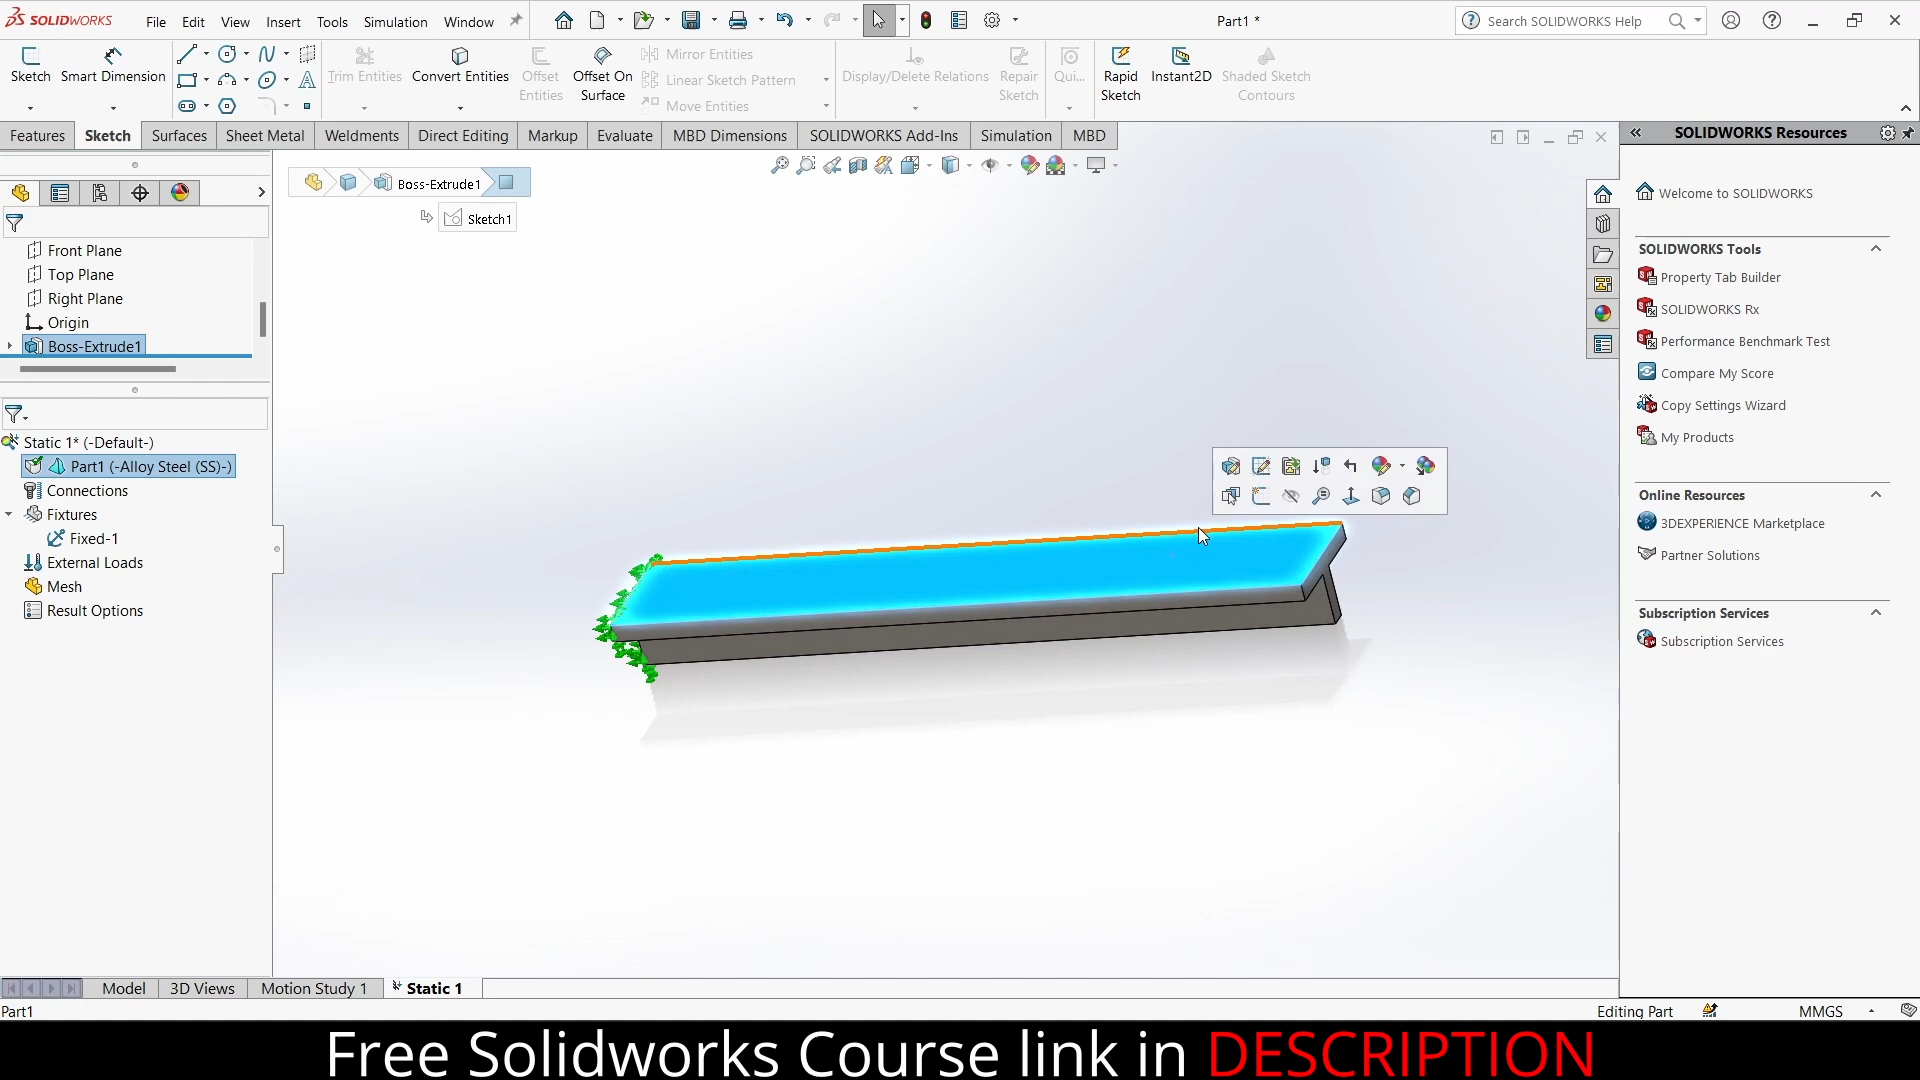 SOLIDWORKS File Edit View Insert Tools Simulation Window Part1 * Search SOLIDWORKS Help
Sketch Smart Dimension Trim Entities Convert Entities Offset Entities Offset On Surface Mirror Entities Display/Delete Relations Repair Sketch Qui... Rapid Sketch Instant2D Shaded Sketch Contours
Linear Sketch Pattern
Move Entities
Features Sketch Surfaces Sheet Metal Weldments Direct Editing Markup Evaluate MBD Dimensions SOLIDWORKS Add-Ins Simulation MBD
SOLIDWORKS Resources
Boss-Extrude1
Sketch1
Front Plane
Top Plane
Right Plane
Origin
Boss-Extrude1
Static 1* (-Default-)
Part1 (-Alloy Steel (SS)-)
Connections
Fixtures
Fixed-1
External Loads
Mesh
Result Options
Welcome to SOLIDWORKS
SOLIDWORKS Tools
Property Tab Builder
SOLIDWORKS Rx
Performance Benchmark Test
Compare My Score
Copy Settings Wizard
My Products
Online Resources
3DEXPERIENCE Marketplace
Partner Solutions
Subscription Services
Subscription Services
Model 3D Views Motion Study 1 Static 1
Part1 Editing Part MMGS
Free Solidworks Course link in DESCRIPTION